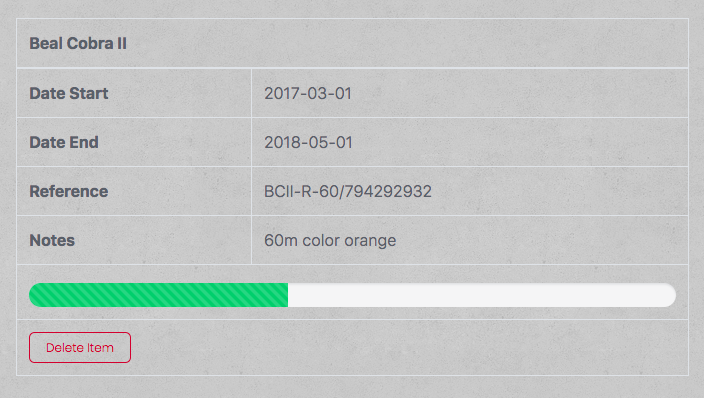 Beal Cobra II
Date Start 2017-03-01
Date End 2018-05-01
Reference BCII-R-60/794292932
Notes 60m color orange
Delete Item